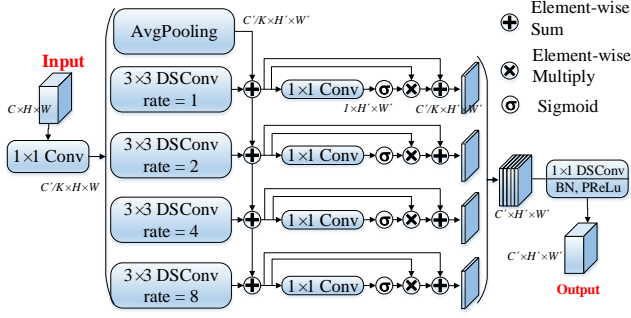 Input
C×H×W
1×1 Conv
C'/K×H×W
AvgPooling
C'/K×H'×W'
3×3 DSConv
rate = 1
1×1 Conv
σ
1×H'×W'
C'/K×H'×W'
3×3 DSConv
rate = 2
1×1 Conv
σ
3×3 DSConv
rate = 4
1×1 Conv
σ
3×3 DSConv
rate = 8
1×1 Conv
σ
Element-wise
Sum
Element-wise
Multiply
σ
Sigmoid
C'×H'×W'
1×1 DSConv
BN, PReLu
C'×H'×W'
Output